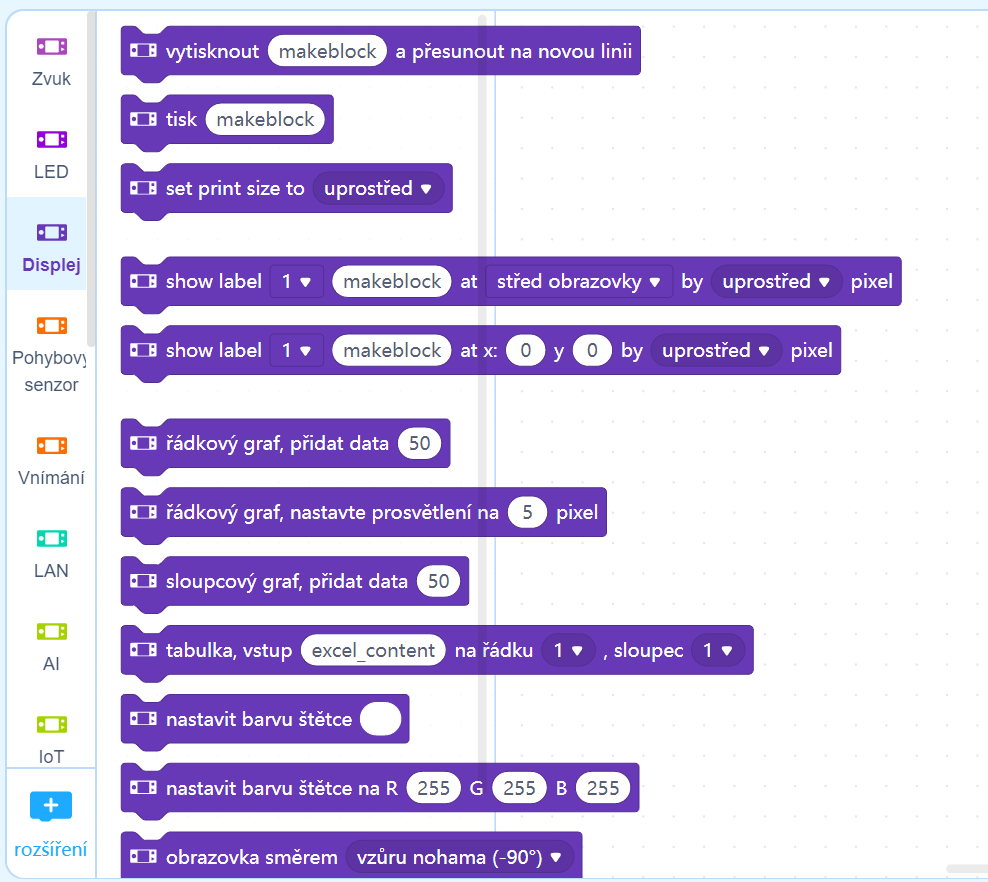 Zvuk
LED
Displej
Pohybový
senzor
Vnímání
LAN
AI
IoT
rozšíření
vytisknout makeblock a přesunout na novou linii
tisk makeblock
set print size to uprostřed
show label 1 makeblock at střed obrazovky by uprostřed pixel
show label 1 makeblock at x: 0 y 0 by uprostřed pixel
řádkový graf, přidat data 50
řádkový graf, nastavte prosvětlení na 5 pixel
sloupcový graf, přidat data 50
tabulka, vstup excel_content na řádku 1 , sloupec 1
nastavit barvu štětce
nastavit barvu štětce na R 255 G 255 B 255
obrazovka směrem vzůru nohama (-90°)